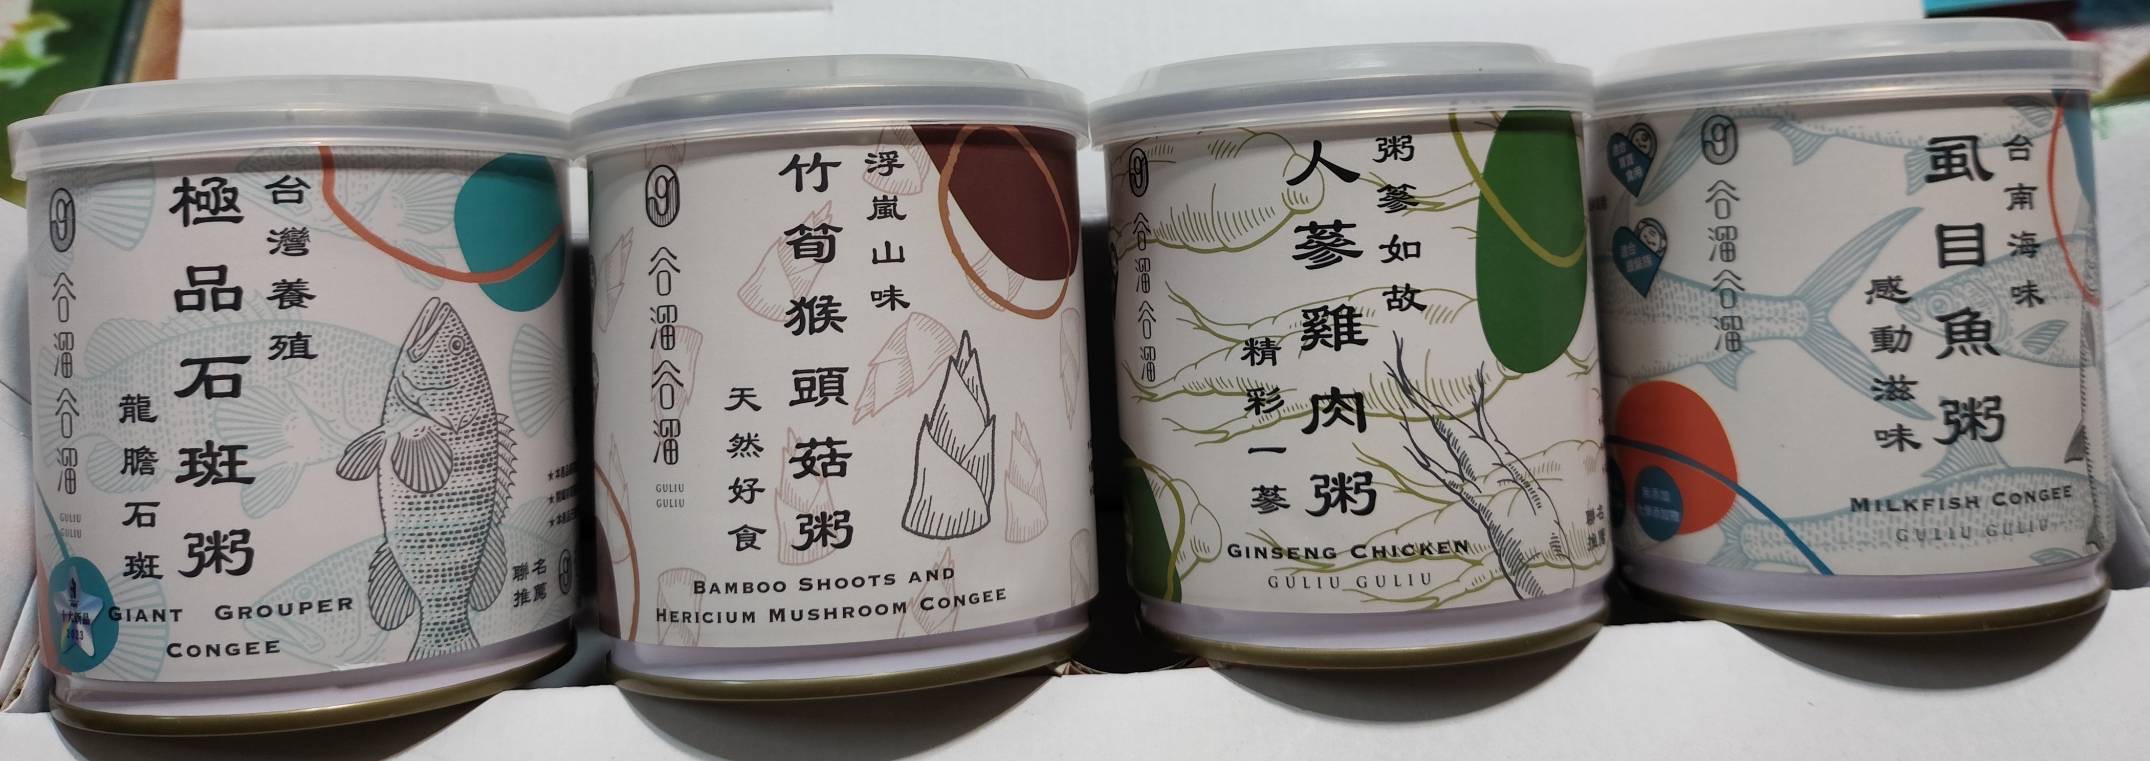 谷溜谷溜
GULIU
GULIU
台灣養殖
極品石斑粥
龍膽石斑
GIANT GROUPER
CONGEE
聯名
推薦
十大新品
2023
谷溜谷溜
GULIU
GULIU
浮嵐山味
竹筍猴頭菇粥
天然好食
BAMBOO SHOOTS AND
HERICIUM MUSHROOM CONGEE
谷溜谷溜
粥蔘如故
人蔘雞肉粥
精彩一蔘
GINSENG CHICKEN
GULIU GULIU
聯名
推薦
谷溜谷溜
台南海味
虱目魚粥
感動滋味
MILKFISH CONGEE
GULIU GULIU